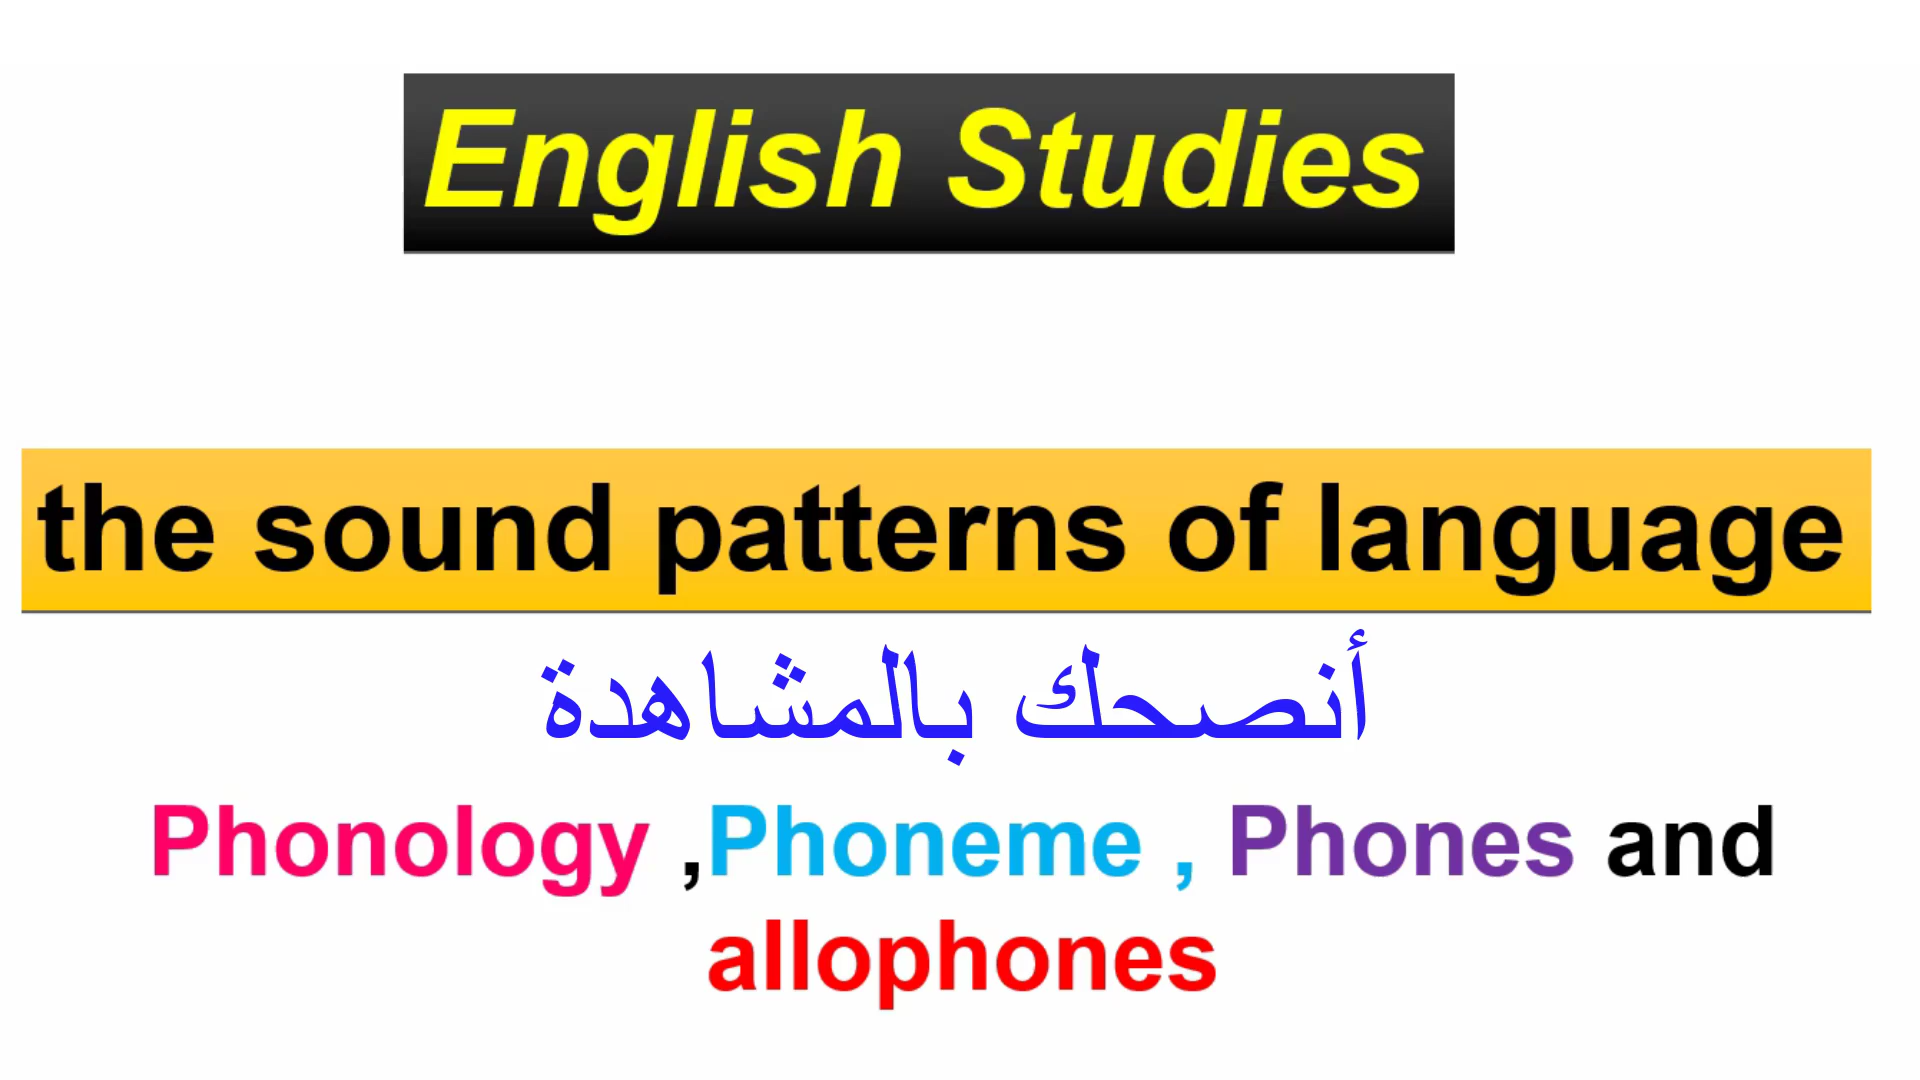 English Studies
the sound patterns of language
أنصحك بالمشاهدة
Phonology ,Phoneme , Phones and
allophones